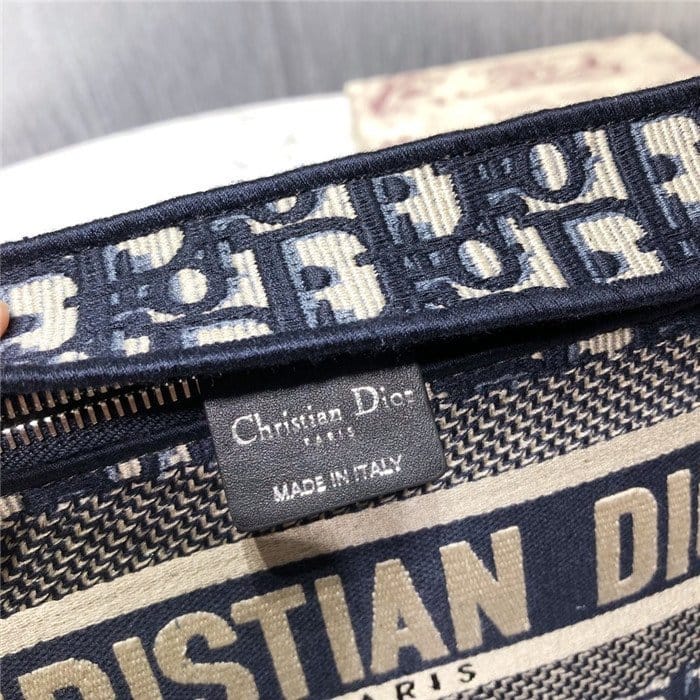 Christian Dior
PARIS
MADE IN ITALY
RISTIAN DI
ARIS